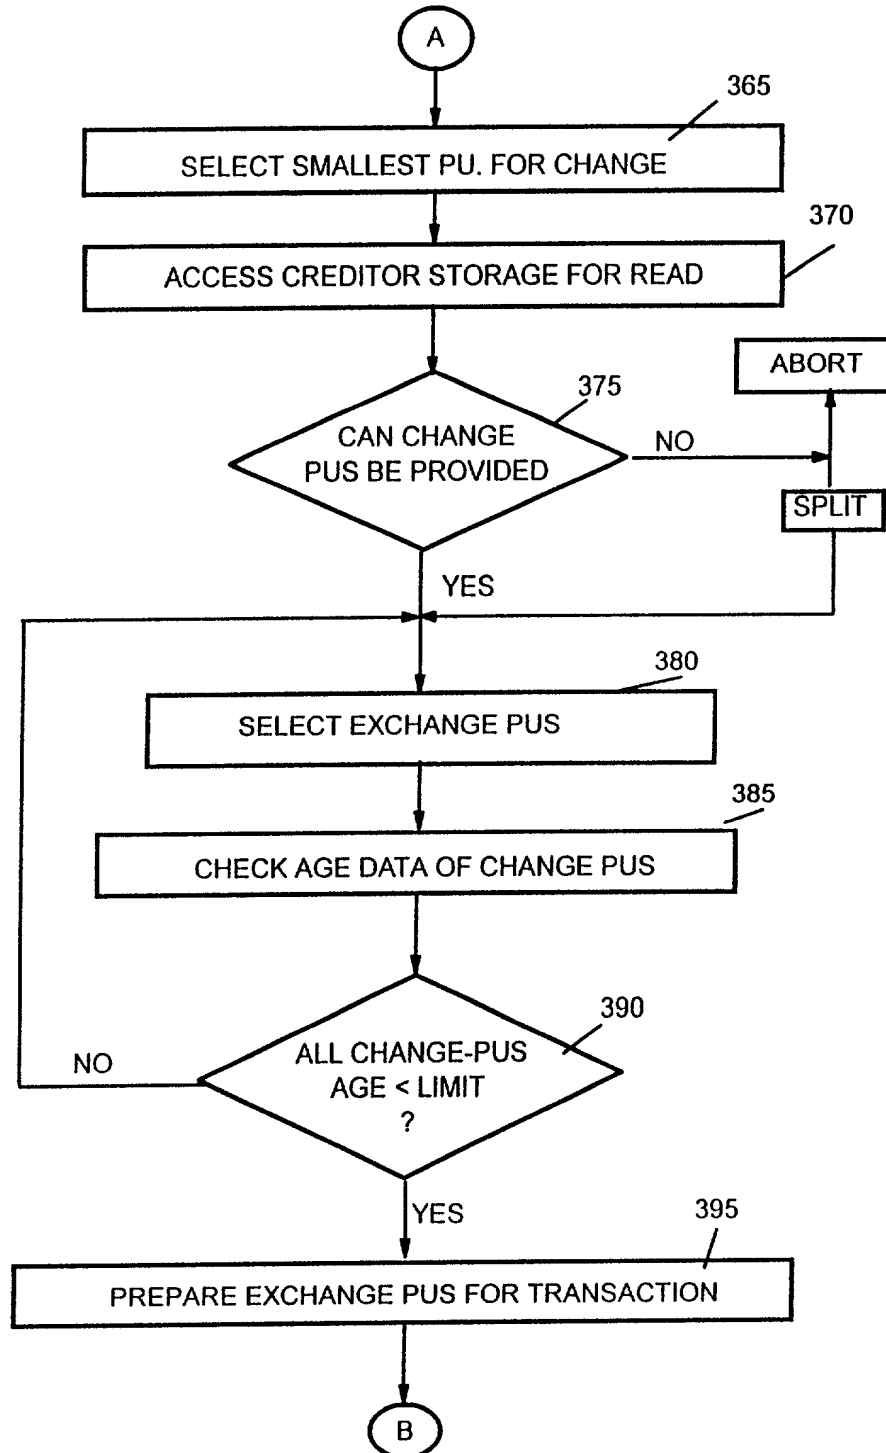 A
365
SELECT SMALLEST PU. FOR CHANGE
370
ACCESS CREDITOR STORAGE FOR READ
ABORT
375
CAN CHANGE
PUS BE PROVIDED
NO
SPLIT
YES
380
SELECT EXCHANGE PUS
385
CHECK AGE DATA OF CHANGE PUS
390
ALL CHANGE-PUS
AGE < LIMIT
?
NO
YES
395
PREPARE EXCHANGE PUS FOR TRANSACTION
B